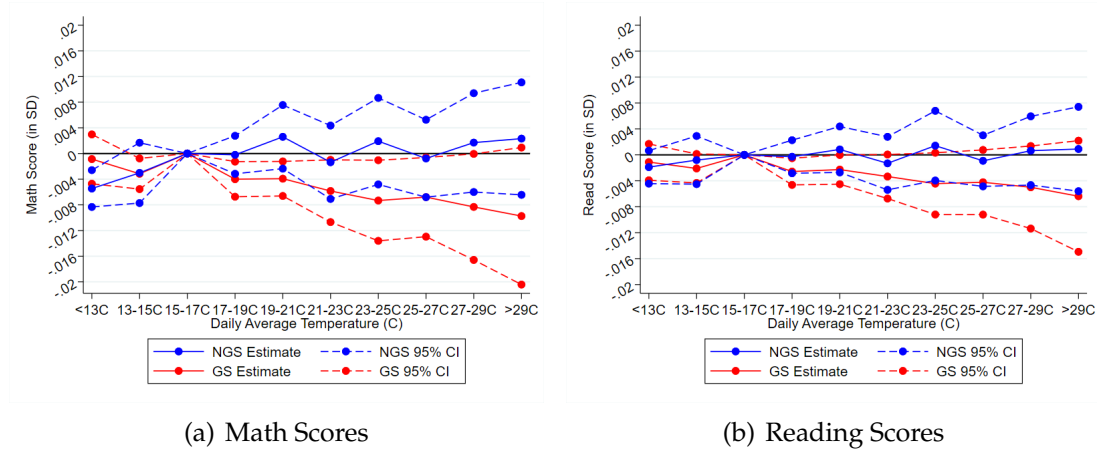 .02
.016
.012
.008
.004
0
-.004
-.008
-.012
-.016
-.02
Math Score (in SD)
<13C 13-15C 15-17C 17-19C 19-21C 21-23C 23-25C 25-27C 27-29C >29C
Daily Average Temperature (C)
NGS Estimate NGS 95% CI
GS Estimate GS 95% CI
(a) Math Scores
.02
.016
.012
.008
.004
0
-.004
-.008
-.012
-.016
-.02
Read Score (in SD)
<13C 13-15C 15-17C 17-19C 19-21C 21-23C 23-25C 25-27C 27-29C >29C
Daily Average Temperature (C)
NGS Estimate NGS 95% CI
GS Estimate GS 95% CI
(b) Reading Scores